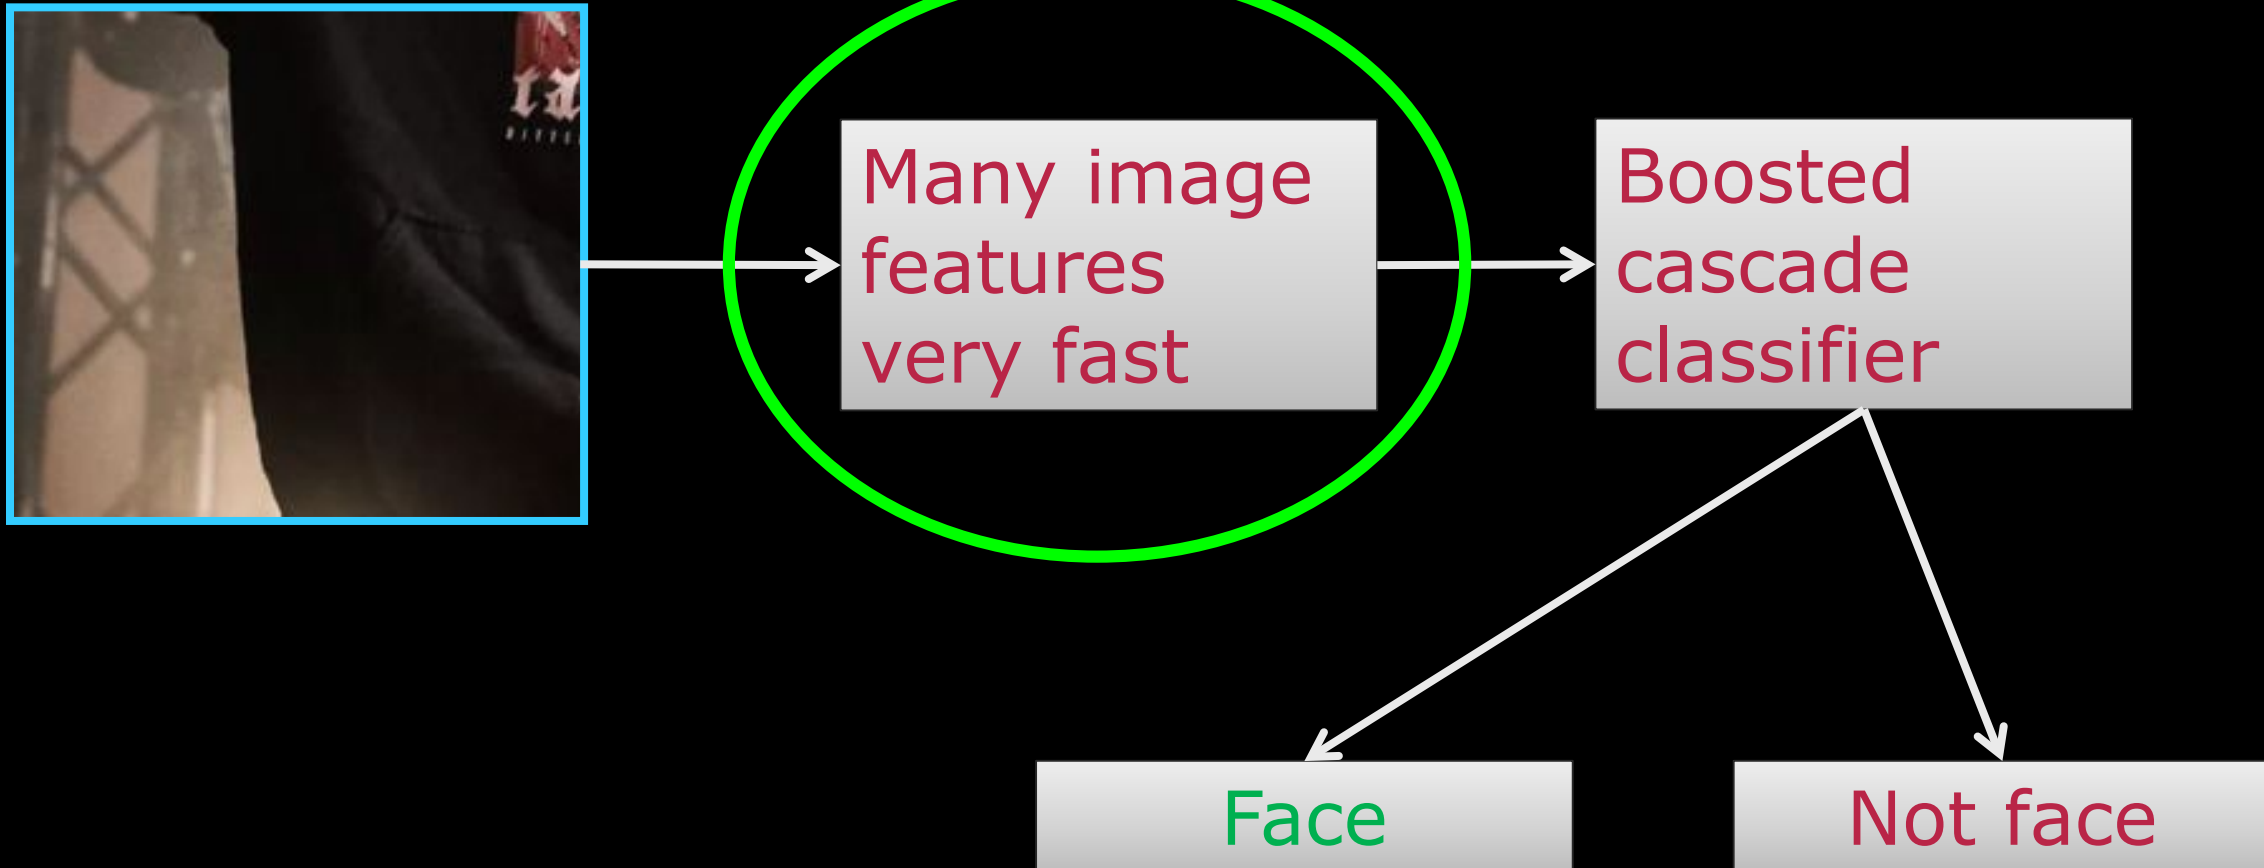 Many image
features
very fast
Boosted
cascade
classifier
Face
Not face